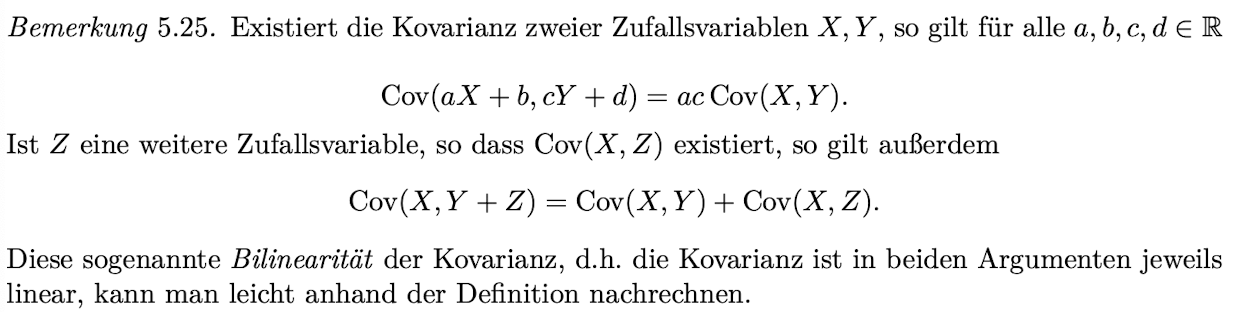 Bemerkung 5.25. Existiert die Kovarianz zweier Zufallsvariablen X, Y, so gilt für alle a, b, c, d ∈ ℝ
Cov(aX + b, cY + d) = ac Cov(X, Y).
Ist Z eine weitere Zufallsvariable, so dass Cov(X, Z) existiert, so gilt außerdem
Cov(X, Y + Z) = Cov(X, Y) + Cov(X, Z).
Diese sogenannte Bilinearität der Kovarianz, d.h. die Kovarianz ist in beiden Argumenten jeweils
linear, kann man leicht anhand der Definition nachrechnen.